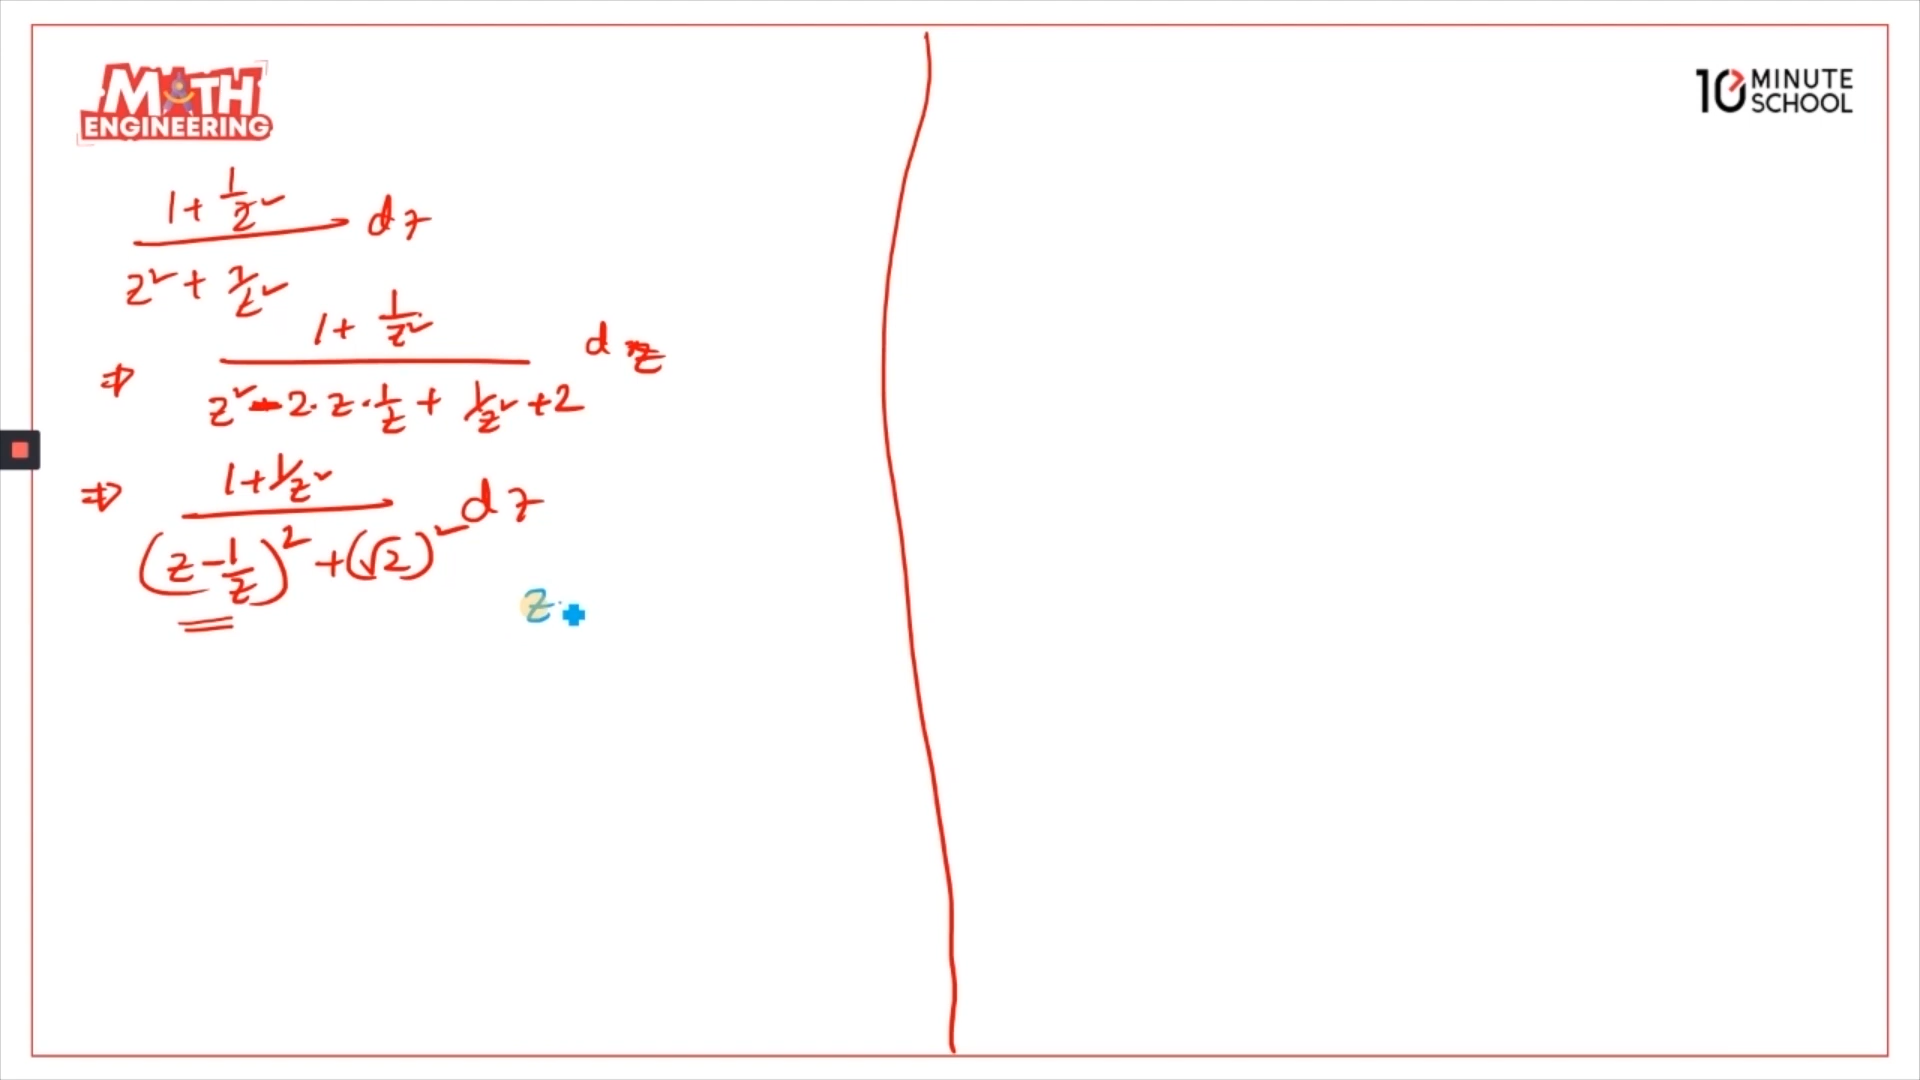 MATH
ENGINEERING
10 MINUTE
SCHOOL
1 + 1/z² dz
z² + 1/z²
1 + 1/z² dz
⇒
z² - 2·z·1/z + 1/z² + 2
1 + 1/z² dz
⇒
(z - 1/z)² + (√2)²
z